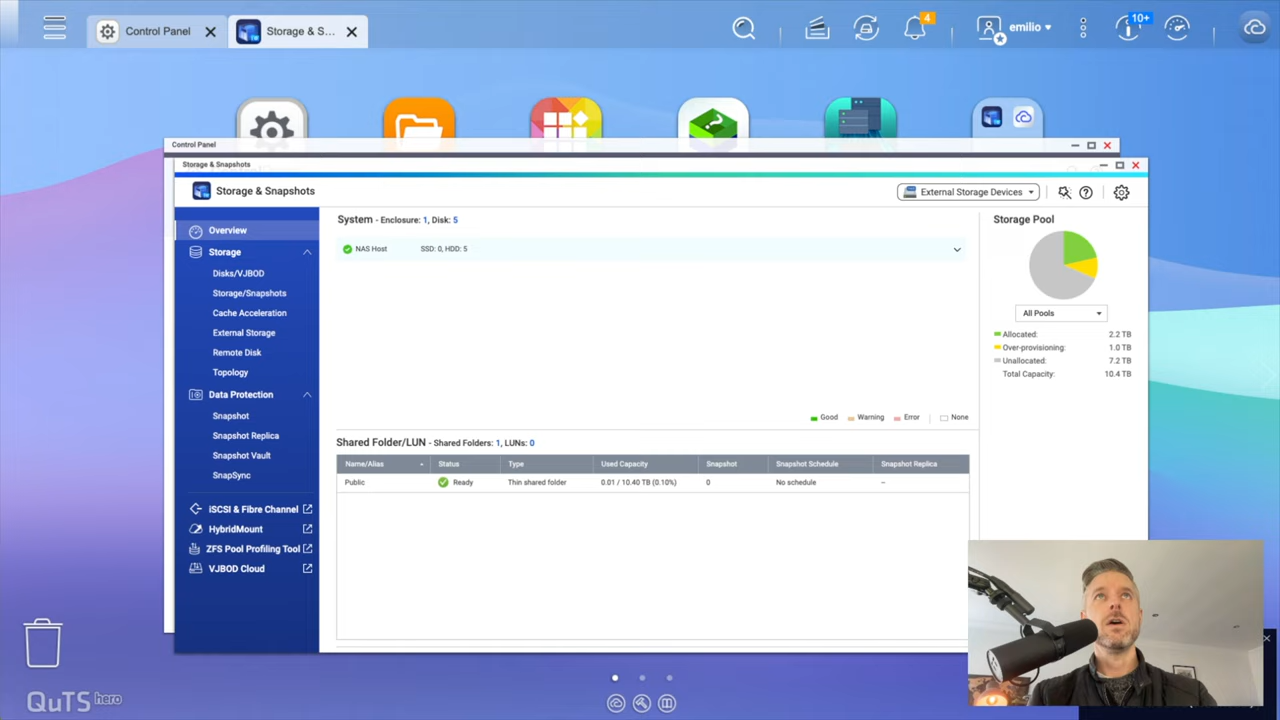 Control Panel
Storage & S...
4
emilio
10+
Control Panel
Storage & Snapshots
Storage & Snapshots
External Storage Devices
Overview
Storage
Disks/VJBOD
Storage/Snapshots
Cache Acceleration
External Storage
Remote Disk
Topology
Data Protection
Snapshot
Snapshot Replica
Snapshot Vault
SnapSync
iSCSI & Fibre Channel
HybridMount
ZFS Pool Profiling Tool
VJBOD Cloud
System - Enclosure: 1, Disk: 5
NAS Host SSD: 0, HDD: 5
Good Warning Error None
Shared Folder/LUN - Shared Folders: 1, LUNs: 0
Name/Alias Status Type Used Capacity Snapshot Snapshot Schedule Snapshot Replica
Public Ready Thin shared folder 0.01 / 10.40 TB (0.10%) 0 No schedule --
Storage Pool
All Pools
Allocated: 2.2 TB
Over-provisioning: 1.0 TB
Unallocated: 7.2 TB
Total Capacity: 10.4 TB
QuTS hero